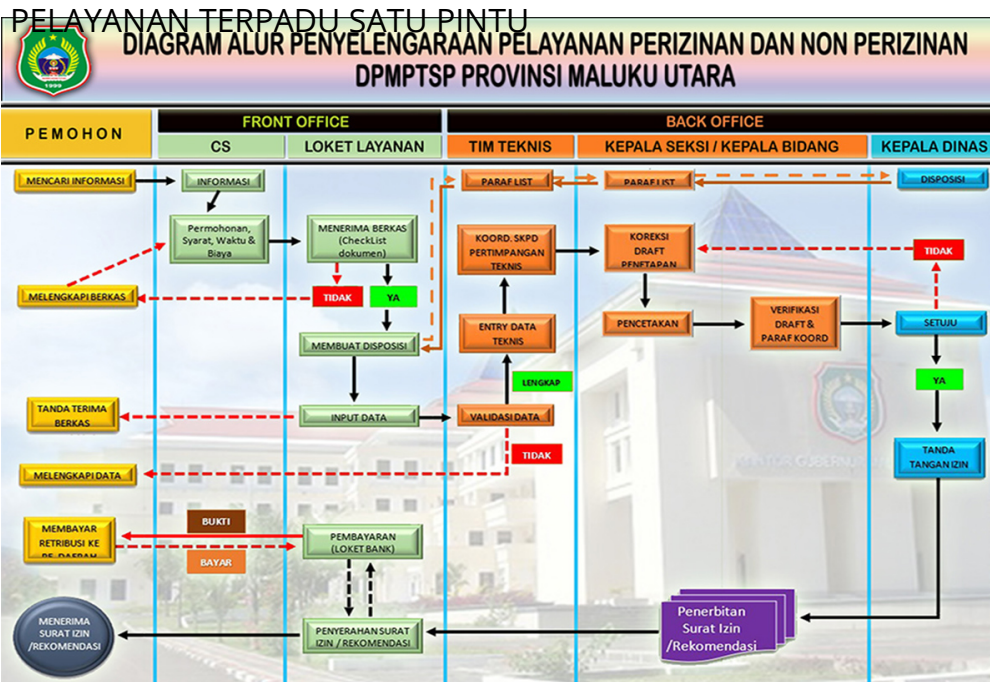 PELAYANAN TERPADU SATU PINTU
DIAGRAM ALUR PENYELENGARAAN PELAYANAN PERIZINAN DAN NON PERIZINAN
DPMPTSP PROVINSI MALUKU UTARA
1999
PEMOHON
FRONT OFFICE
BACK OFFICE
CS
LOKET LAYANAN
TIM TEKNIS
KEPALA SEKSI / KEPALA BIDANG
KEPALA DINAS
MENCARI INFORMASI
INFORMASI
PARAF LIST
PARAF LIST
DISPOSISI
Permohonan,
Syarat, Waktu &
Biaya
MENERIMA BERKAS
(CheckList
dokumen)
KOORD. SKPD
PERTIMPANGAN
TEKNIS
KOREKSI
DRAFT
PENETAPAN
TIDAK
MELENGKAPI BERKAS
TIDAK
YA
MEMBUAT DISPOSISI
ENTRY DATA
TEKNIS
PENCETAKAN
VERIFIKASI
DRAFT &
PARAF KOORD
SETUJU
LENGKAP
YA
TANDA TERIMA
BERKAS
INPUT DATA
VALIDASI DATA
TIDAK
TANDA
TANGAN IZIN
MELENGKAPI DATA
MEMBAYAR
RETRIBUSI KE
DAERAH
BUKTI
BAYAR
PEMBAYARAN
(LOKET BANK)
MENERIMA
SURAT IZIN
/REKOMENDASI
PENYERAHAN SURAT
IZIN / REKOMENDASI
Penerbitan
Surat Izin
/Rekomendasi